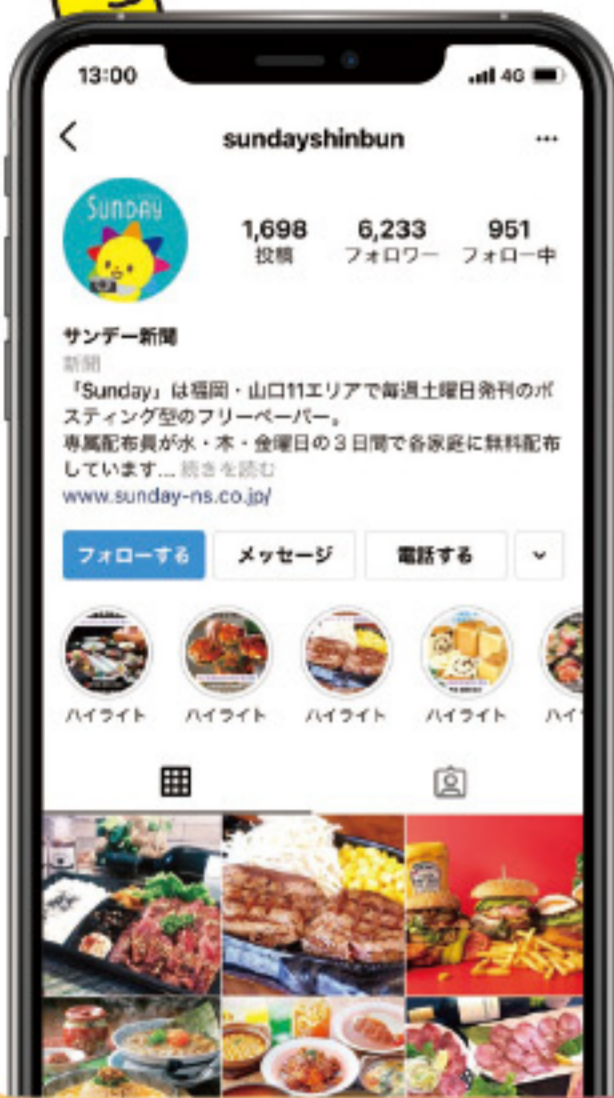 13:00
4G
sundayshinbun
SUNDAY
1,698
投稿
6,233
フォロワー
951
フォロー中
サンデー新聞
新聞
「Sunday」は福岡・山口11エリアで毎週土曜日発刊のポ
スティング型のフリーペーパー。
専属配布員が水・木・金曜日の3日間で各家庭に無料配布
しています... 続きを読む
www.sunday-ns.co.jp/
フォローする
メッセージ
電話する
ハイライト
ハイライト
ハイライト
ハイライト
ハイ